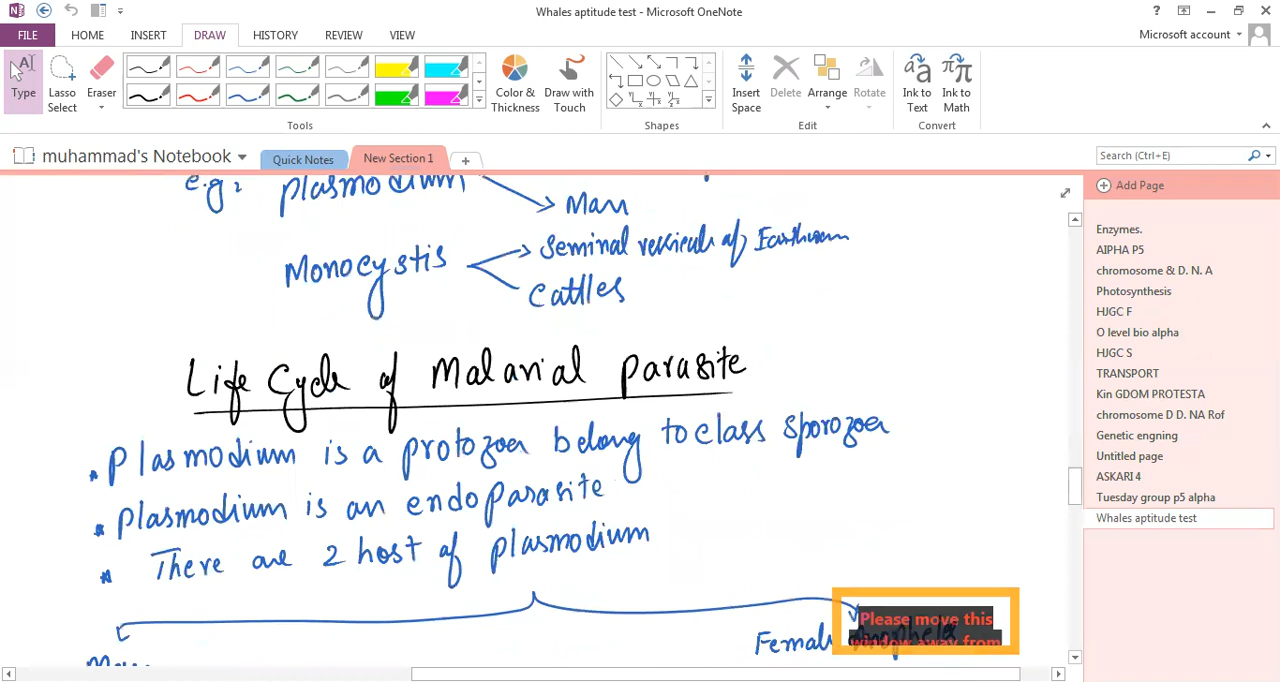 Whales aptitude test - Microsoft OneNote
FILE HOME INSERT DRAW HISTORY REVIEW VIEW
Microsoft account
Type
Lasso Select
Eraser
Color & Thickness
Draw with Touch
Insert Space
Delete
Arrange
Rotate
Ink to Text
Ink to Math
Tools
Shapes
Edit
Convert
muhammad's Notebook
Quick Notes
New Section 1
Search (Ctrl+E)
e.g: plasmodium
Man
Monocystis
Seminal
of
Cattles
Life Cycle of Malarial Parasite
Plasmodium is a protozoa belong to class sporozoa
plasmodium is an endoparasite
There are 2 host of plasmodium
Female
Please move this
window away from
Add Page
Enzymes.
AlPHA P5
chromosome & D. N. A
Photosynthesis
HJGC F
O level bio alpha
HJGC S
TRANSPORT
Kin GDOM PROTESTA
chromosome D D. NA Rof
Genetic engning
Untitled page
ASKARI 4
Tuesday group p5 alpha
Whales aptitude test